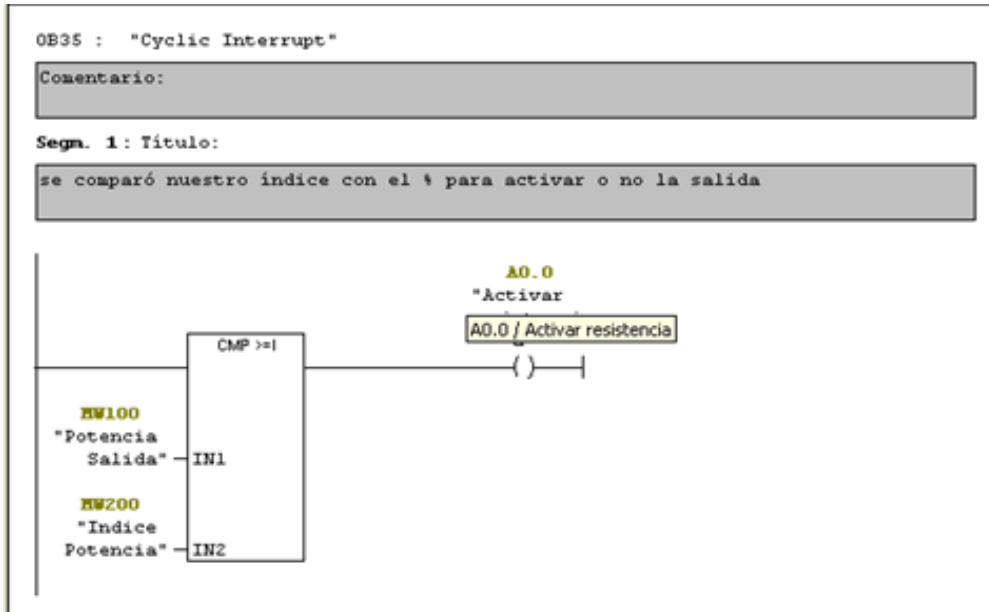 OB35 : "Cyclic Interrupt"
Comentario:
Segm. 1: Título:
se comparó nuestro índice con el % para activar o no la salida
A0.0
"Activar
A0.0 / Activar resistencia
CMP >=I
( )
MW100
"Potencia
Salida"
IN1
MW200
"Indice
Potencia"
IN2